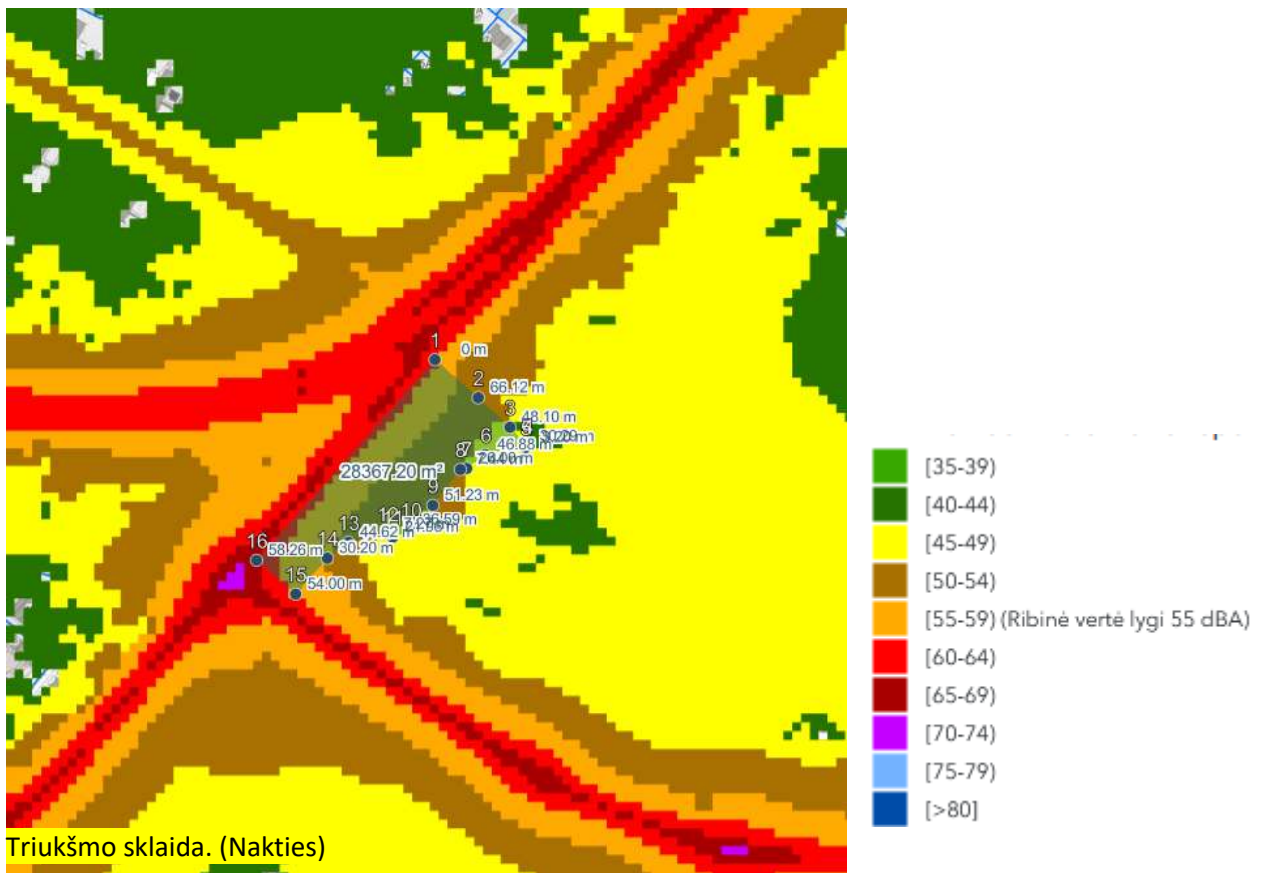 1
0 m
2
66.12 m
3
48.10 m
6
46.88 m
8
7
28367.20 m²
9
51.23 m
10
13
44.62 m
14
30.20 m
16
58.26 m
15
54.00 m
Triukšmo sklaida. (Nakties)
[35-39)
[40-44)
[45-49)
[50-54)
[55-59) (Ribinė vertė lygi 55 dBA)
[60-64)
[65-69)
[70-74)
[75-79)
[>80]